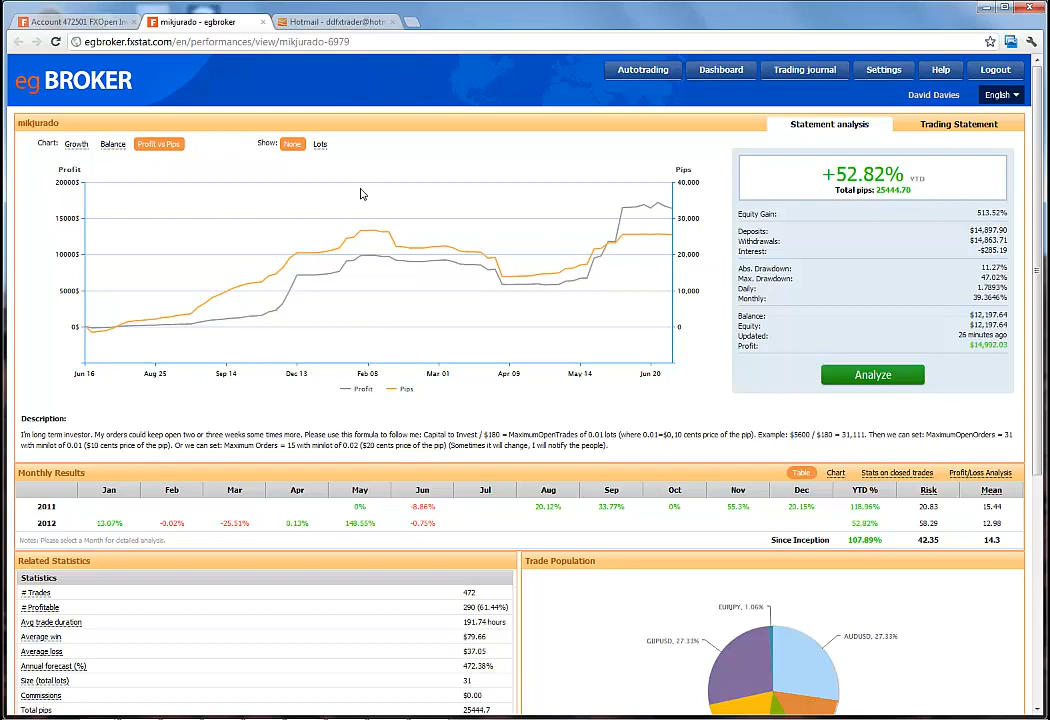 Account 472501 FXOpen In
mikjurado - egbroker
Hotmail - ddfxtrader@hotm
egbroker.fxstat.com/en/performances/view/mikjurado-6979
eg BROKER
Autotrading Dashboard Trading journal Settings Help Logout
David Davies English
mikjurado
Statement analysis Trading Statement
Chart: Growth Balance Profit vs Pips Show: None Lots
Profit Pips
20000$ 40,000
15000$ 30,000
10000$ 20,000
5000$ 10,000
0$ 0
Jun 16 Aug 25 Sep 14 Dec 13 Feb 05 Mar 01 Apr 09 May 14 Jun 20
Profit Pips
+52.82% YTD
Total pips: 25444.70
Equity Gain: 513.52%
Deposits: $14,897.90
Withdrawals: $14,863.71
Interest: -$285.19
Abs. Drawdown: 11.27%
Max. Drawdown: 47.02%
Daily: 1.7893%
Monthly: 39.3646%
Balance: $12,197.64
Equity: $12,197.64
Updated: 26 minutes ago
Profit: $14,992.03
Analyze
Description:
I'm long term investor. My orders could keep open two or three weeks some times more. Please use this formula to follow me: Capital to Invest / $180 = MaximumOpenTrades of 0.01 lots (where 0.01=$0,10 cents price of the pip). Example: $5600 / $180 = 31,111. Then we can set: MaximumOpenOrders = 31
with minilot of 0.01 ($10 cents price of the pip). Or we can set: Maximum Orders = 15 with minilot of 0.02 ($20 cents price of the pip) (Sometimes it will change, I will notify the people).
Monthly Results Table Chart Stats on closed trades Profit/Loss Analysis
Jan Feb Mar Apr May Jun Jul Aug Sep Oct Nov Dec YTD % Risk Mean
2011 0% -8.86% 20.12% 33.77% 0% 55.3% 20.15% 118.96% 20.83 15.44
2012 13.07% -0.02% -25.51% 0.13% 148.55% -0.75% 52.82% 58.29 12.98
Notes: Please select a Month for detailed analysis. Since Inception 107.89% 42.35 14.3
Related Statistics
Statistics
# Trades 472
# Profitable 290 (61.44%)
Avg trade duration 191.74 hours
Average win $79.66
Average loss $37.05
Annual forecast (%) 472.38%
Size (total lots) 31
Commissions $0.00
Total pips 25444.7
Trade Population
EURJPY, 1.06%
GBPUSD, 27.33%
AUDUSD, 27.33%